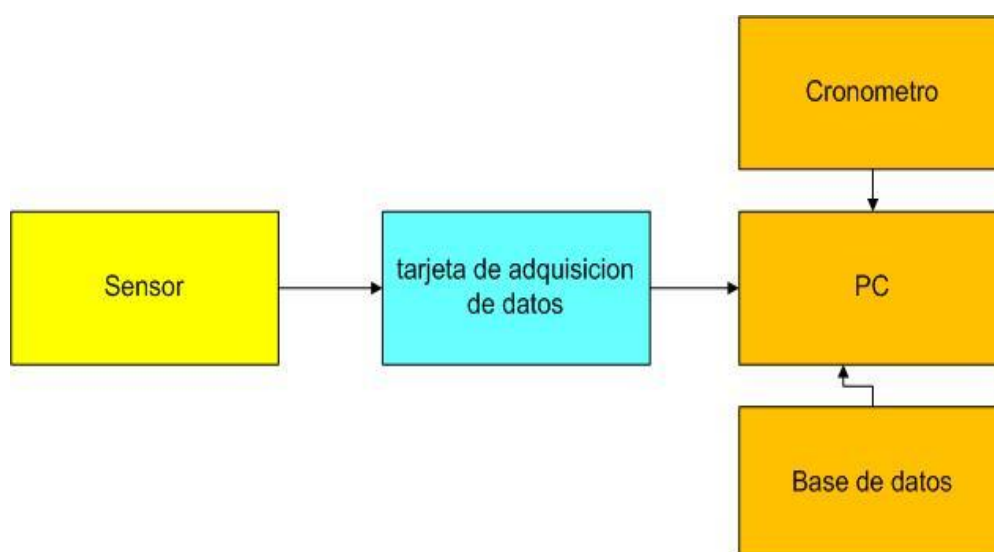 Cronometro
Sensor
tarjeta de adquisicion
de datos
PC
Base de datos